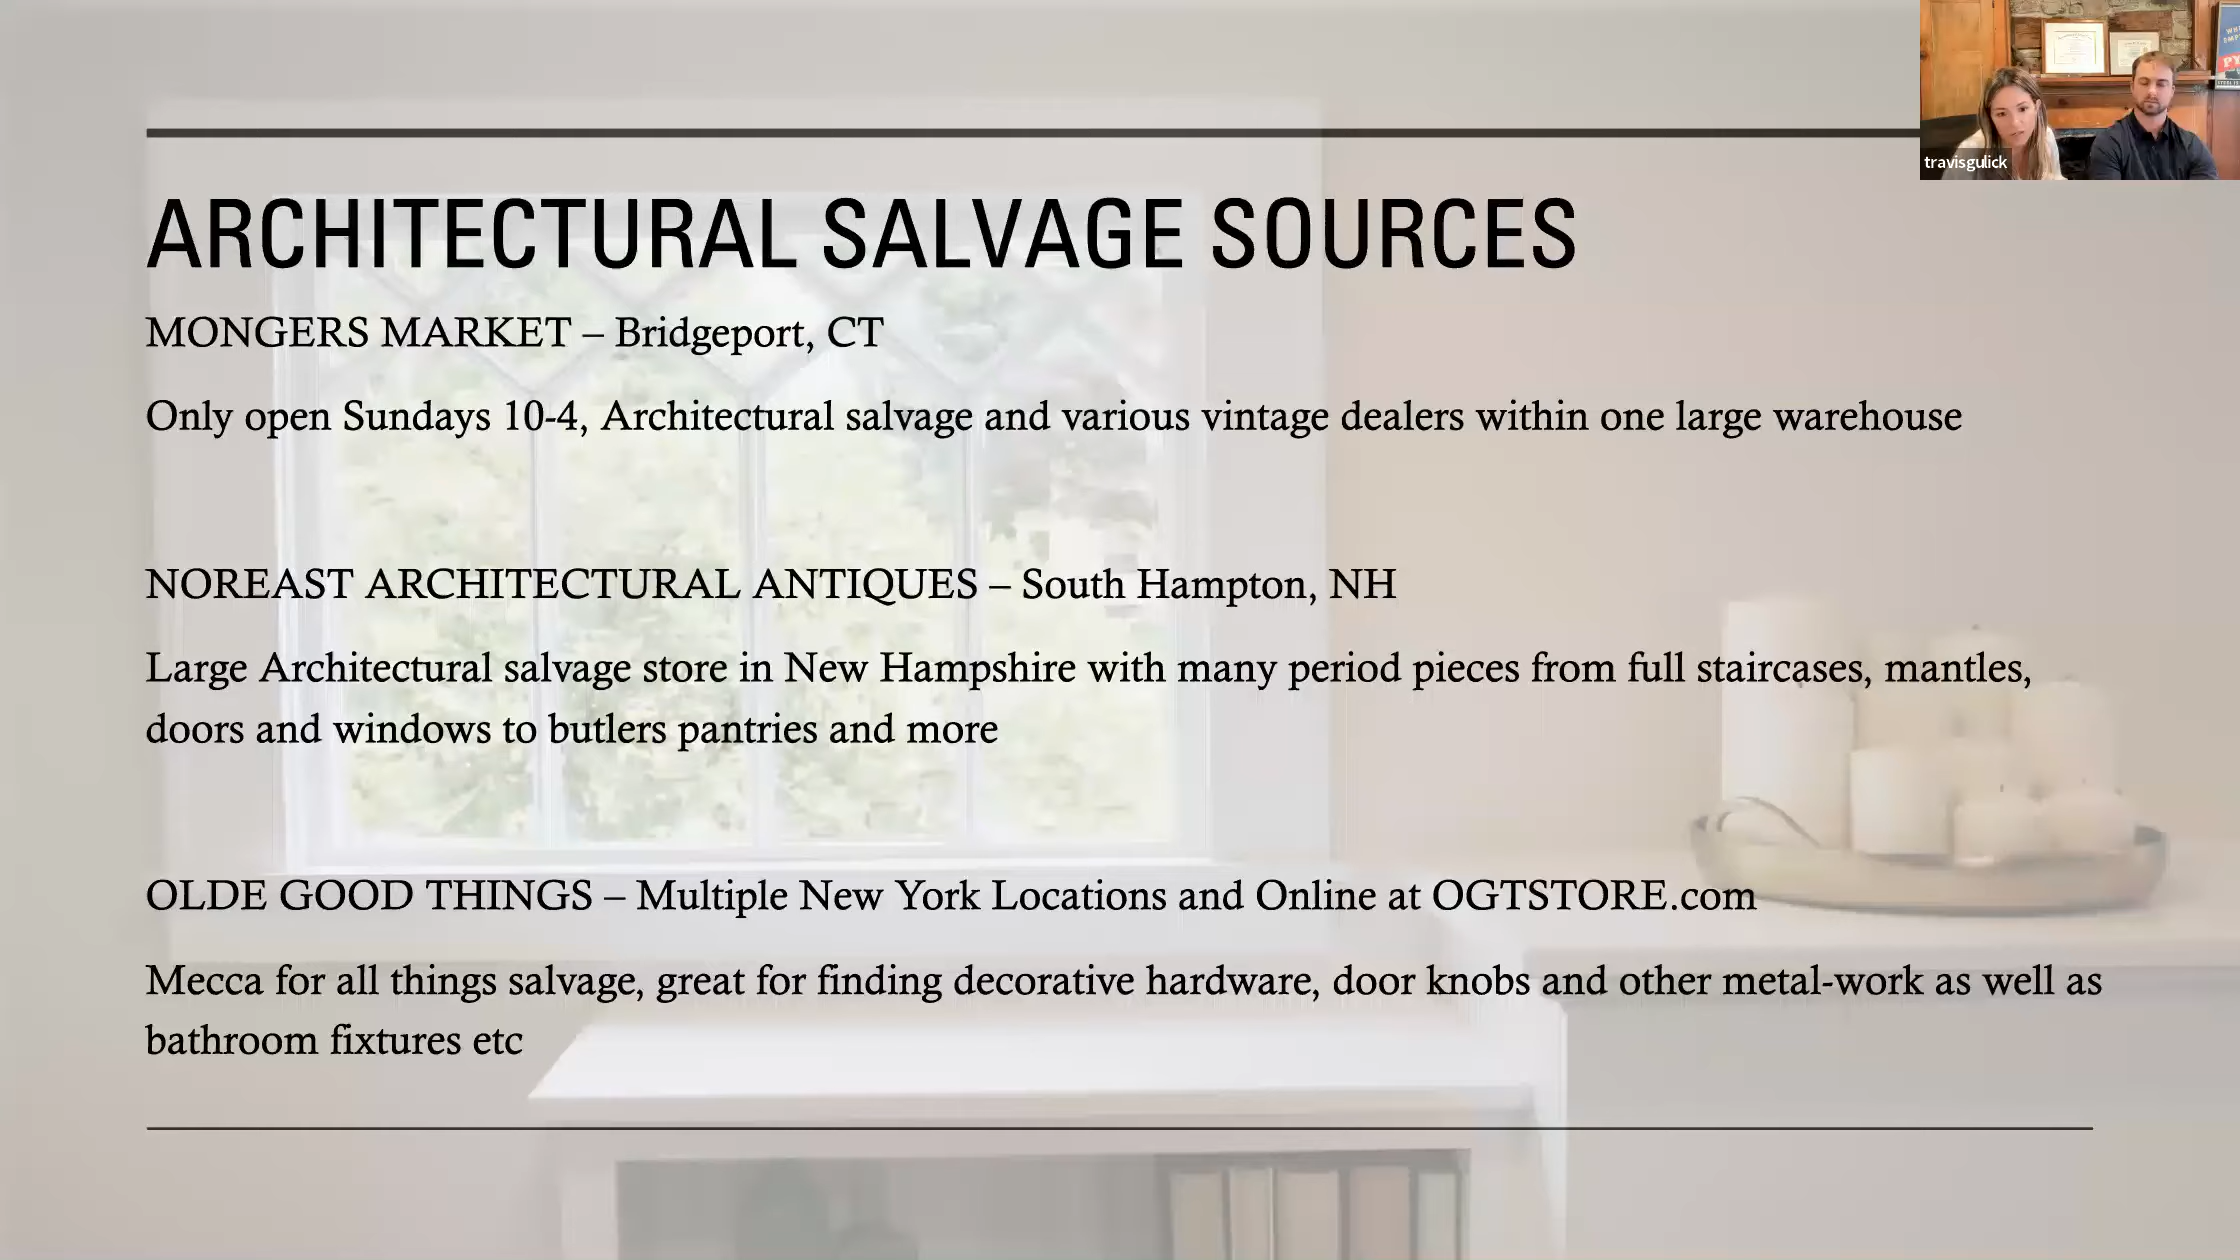 travisgulick
ARCHITECTURAL SALVAGE SOURCES
MONGERS MARKET – Bridgeport, CT
Only open Sundays 10-4, Architectural salvage and various vintage dealers within one large warehouse
NOREAST ARCHITECTURAL ANTIQUES – South Hampton, NH
Large Architectural salvage store in New Hampshire with many period pieces from full staircases, mantles,
doors and windows to butlers pantries and more
OLDE GOOD THINGS – Multiple New York Locations and Online at OGTSTORE.com
Mecca for all things salvage, great for finding decorative hardware, door knobs and other metal-work as well as
bathroom fixtures etc